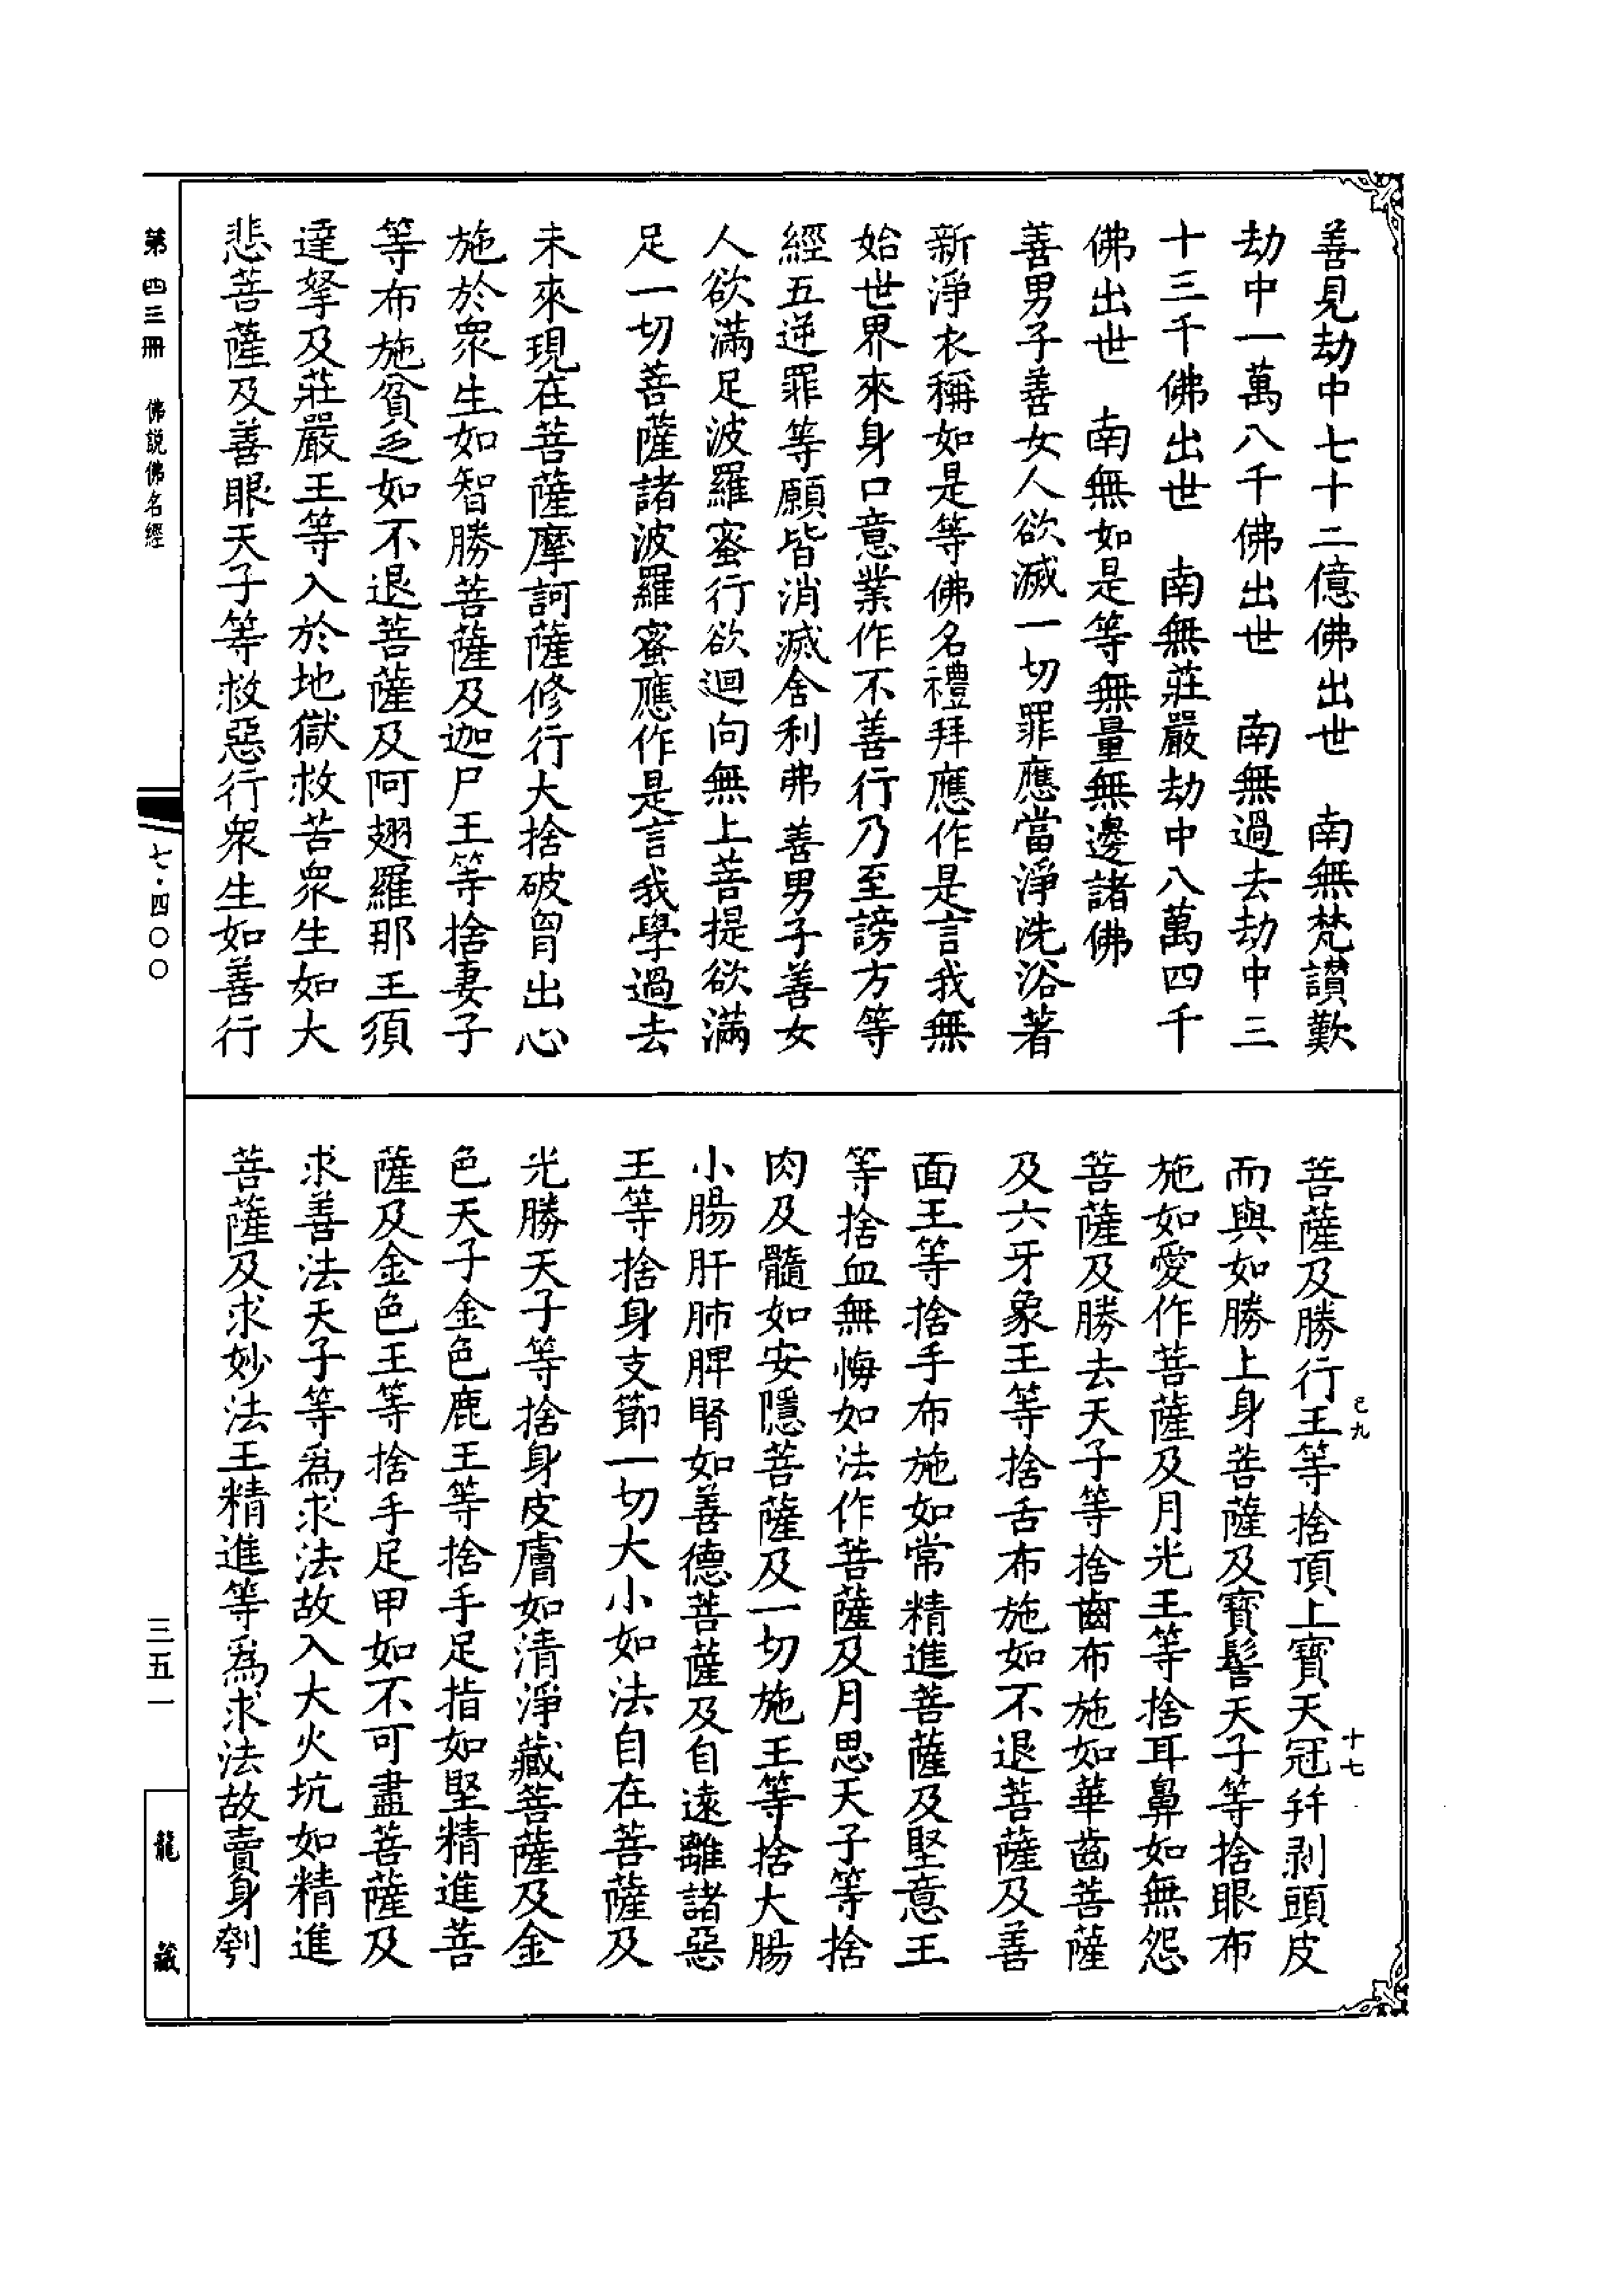 善見劫中七十二億佛出世　南無梵讃歎
劫中一萬八千佛出世　南無過去劫中三
十三千佛出世　南無莊嚴劫中八萬四千
佛出世　南無如是等無量無邊諸佛
善男子善女人欲滅一切罪應當淨洗浴著
新淨衣稱如是等佛名禮拜應作是言我無
始世界來身口意業作不善行乃至謗方等
經五逆罪等願皆消滅舍利弗善男子善女
人欲滿足波羅蜜行欲迴向無上菩提欲滿
足一切菩薩諸波羅蜜應作是言我學過去
未來現在菩薩摩訶薩修行大捨破胷出心
施於衆生如智勝菩薩及迦尸王等捨妻子
等布施貧乏如不退菩薩及阿翅羅那王須
達拏及莊嚴王等入於地獄救苦衆生如大
悲菩薩及善眼天子等救惡行衆生如善行
菩薩及勝行王等捨頂上寶天冠幷剥頭皮
而與如勝上身菩薩及寶髻天子等捨眼布
施如愛作菩薩及月光王等捨耳鼻如無怨
菩薩及勝去天子等捨齒布施如華齒菩薩
及六牙象王等捨舌布施如不退菩薩及善
面王等捨手布施如常精進菩薩及堅意王
等捨血無悔如法作菩薩及月思天子等捨
肉及髓如安隱菩薩及一切施王等捨大腸
小腸肝肺脾腎如善德菩薩及自遠離諸惡
王等捨身支節一切大小如法自在菩薩及
光勝天子等捨身皮膚如清淨藏菩薩及金
色天子金色鹿王等捨手足指如堅精進菩
薩及金色王等捨手足甲如不可盡菩薩及
求善法天子等爲求法故入大火坑如精進
菩薩及求妙法王精進等爲求法故賣身刳
已九
十七
第四三冊　佛説佛名經
七·四〇〇
三五一
龍藏